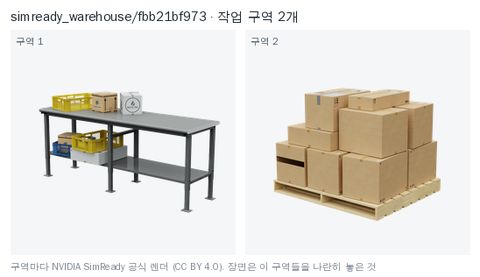 simready_warehouse/fbb21bf973 · 작업 구역 2개
구역 1
구역 2
구역마다 NVIDIA SimReady 공식 렌더 (CC BY 4.0). 장면은 이 구역들을 나란히 놓은 것